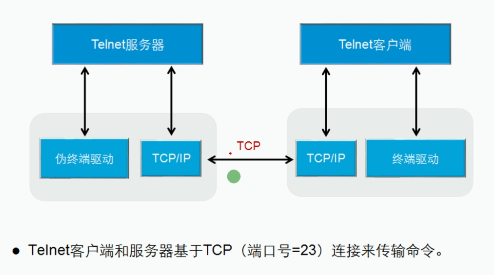 Telnet服务器
Telnet客户端
TCP
伪终端驱动
TCP/IP
TCP/IP
终端驱动
● Telnet客户端和服务器基于TCP（端口号=23）连接来传输命令。